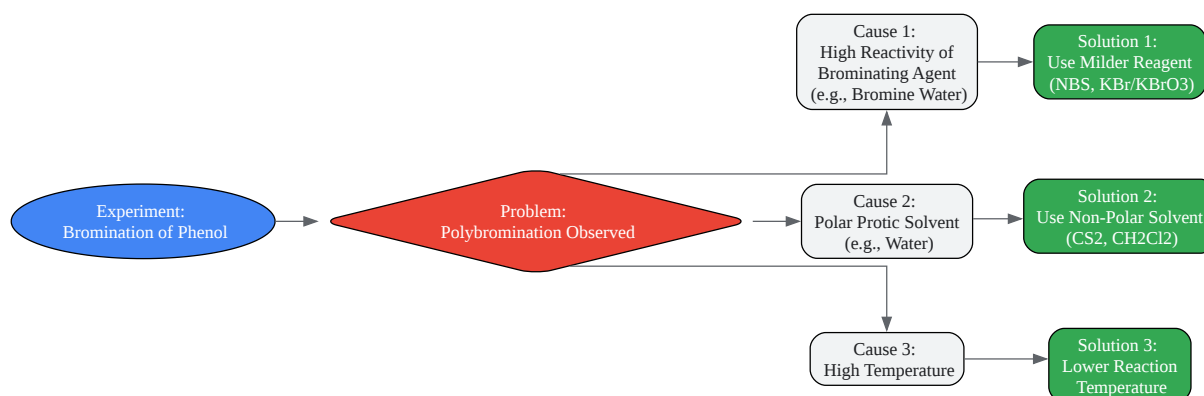 Experiment:
Bromination of Phenol
Problem:
Polybromination Observed
Cause 1:
High Reactivity of
Brominating Agent
(e.g., Bromine Water)
Solution 1:
Use Milder Reagent
(NBS, KBr/KBrO3)
Cause 2:
Polar Protic Solvent
(e.g., Water)
Solution 2:
Use Non-Polar Solvent
(CS2, CH2Cl2)
Cause 3:
High Temperature
Solution 3:
Lower Reaction
Temperature